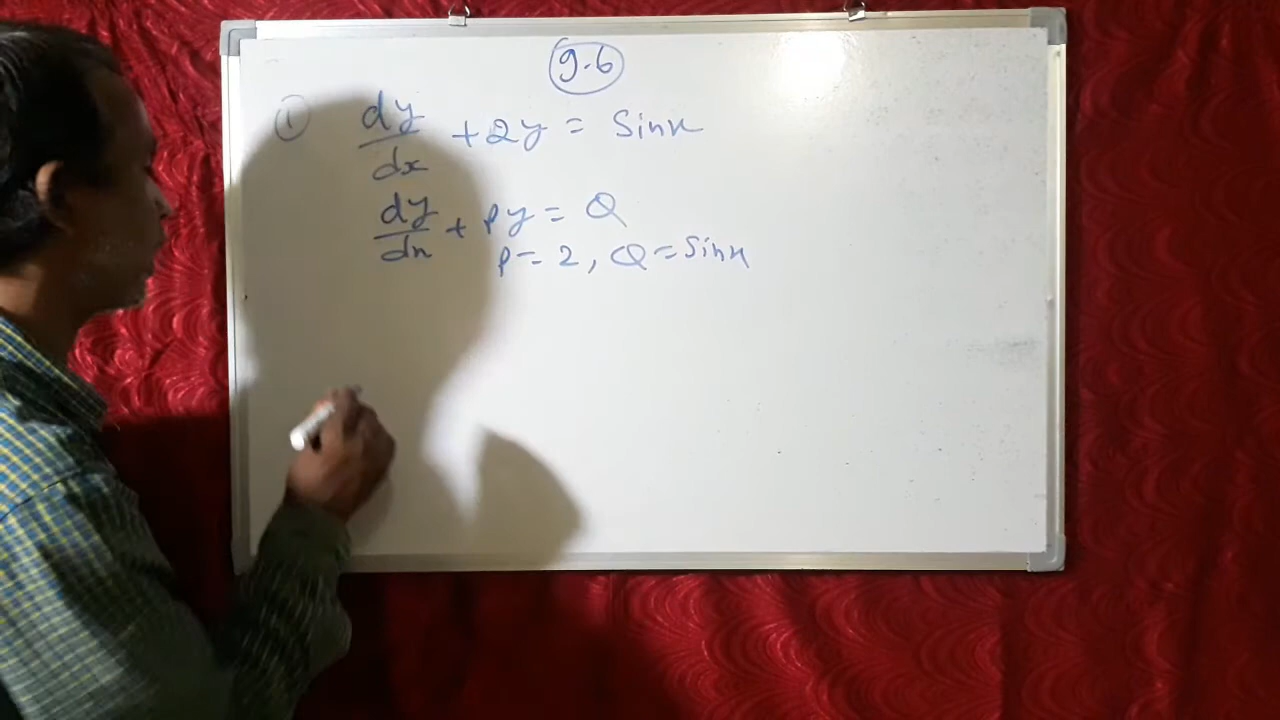 9.6
① dy/dx + 2y = Sinx
dy/dx + Py = Q
P = 2, Q = Sinx